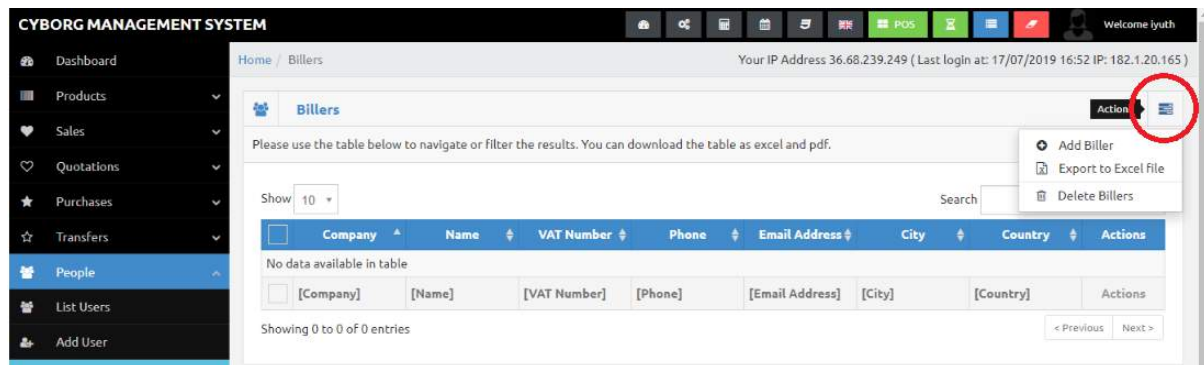 CYBORG MANAGEMENT SYSTEM
POS
Welcome iyuth
Dashboard
Products
Sales
Quotations
Purchases
Transfers
People
List Users
Add User
Home / Billers
Your IP Address 36.68.239.249 ( Last login at: 17/07/2019 16:52 IP: 182.1.20.165 )
Billers
Actions
Please use the table below to navigate or filter the results. You can download the table as excel and pdf.
Add Biller
Export to Excel file
Delete Billers
Show 10
Search
Company Name VAT Number Phone Email Address City Country Actions
No data available in table
[Company] [Name] [VAT Number] [Phone] [Email Address] [City] [Country] Actions
Showing 0 to 0 of 0 entries
< Previous Next >